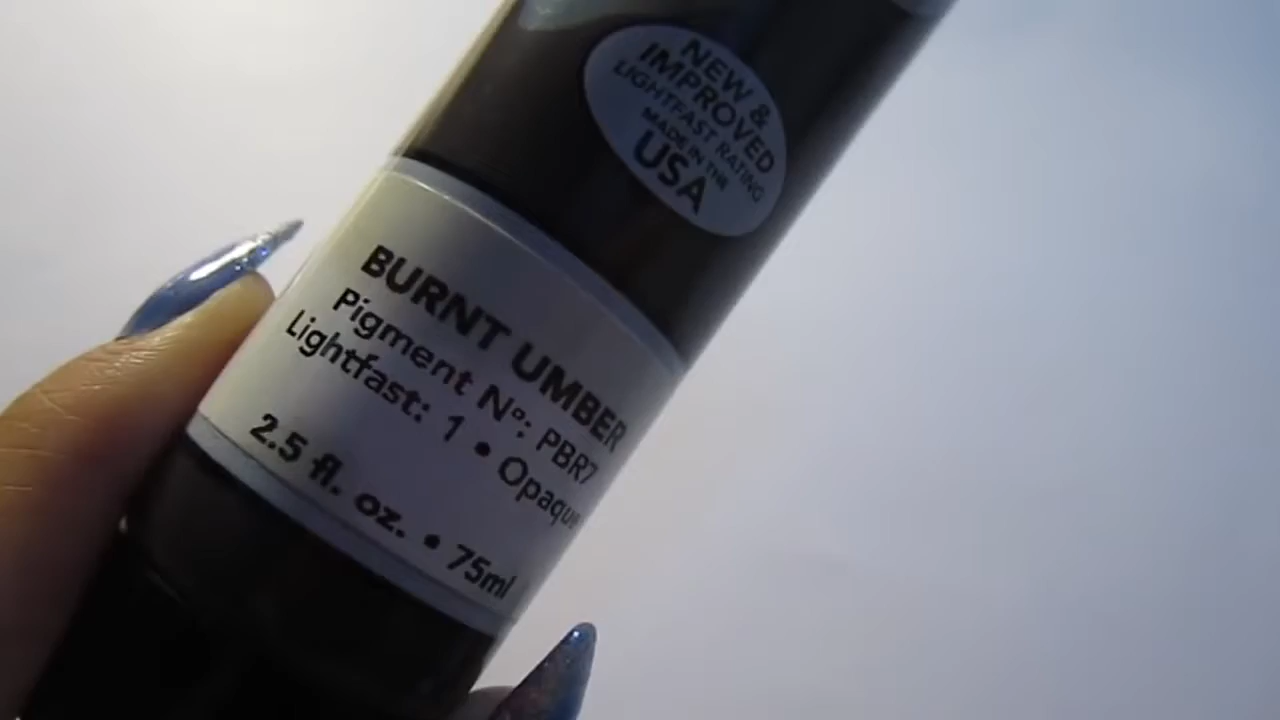 NEW &
IMPROVED
LIGHTFAST RATING
MADE IN THE
USA
BURNT UMBER
Pigment Nº: PBR7
Lightfast: 1 • Opaque
2.5 fl. oz. • 75ml